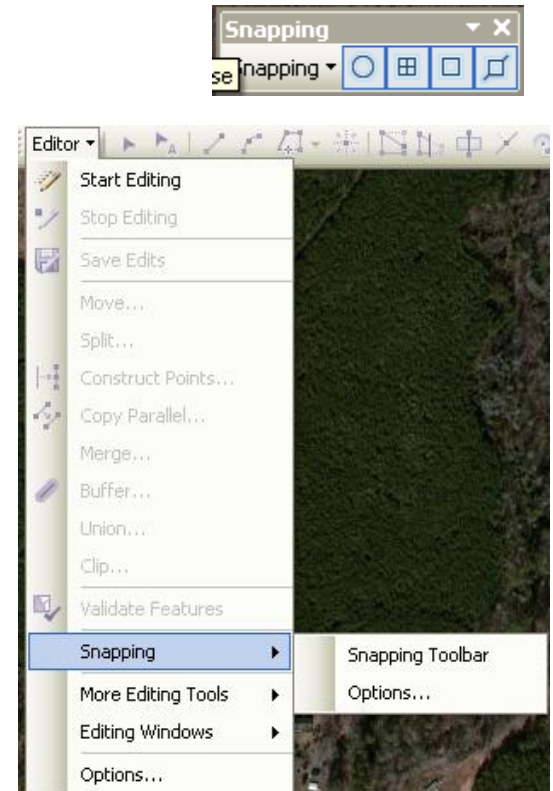 Snapping
se
napping
Editor
Start Editing
Stop Editing
Save Edits
Move...
Split...
Construct Points...
Copy Parallel...
Merge...
Buffer...
Union...
Clip...
Validate Features
Snapping
Snapping Toolbar
More Editing Tools
Options...
Editing Windows
Options...